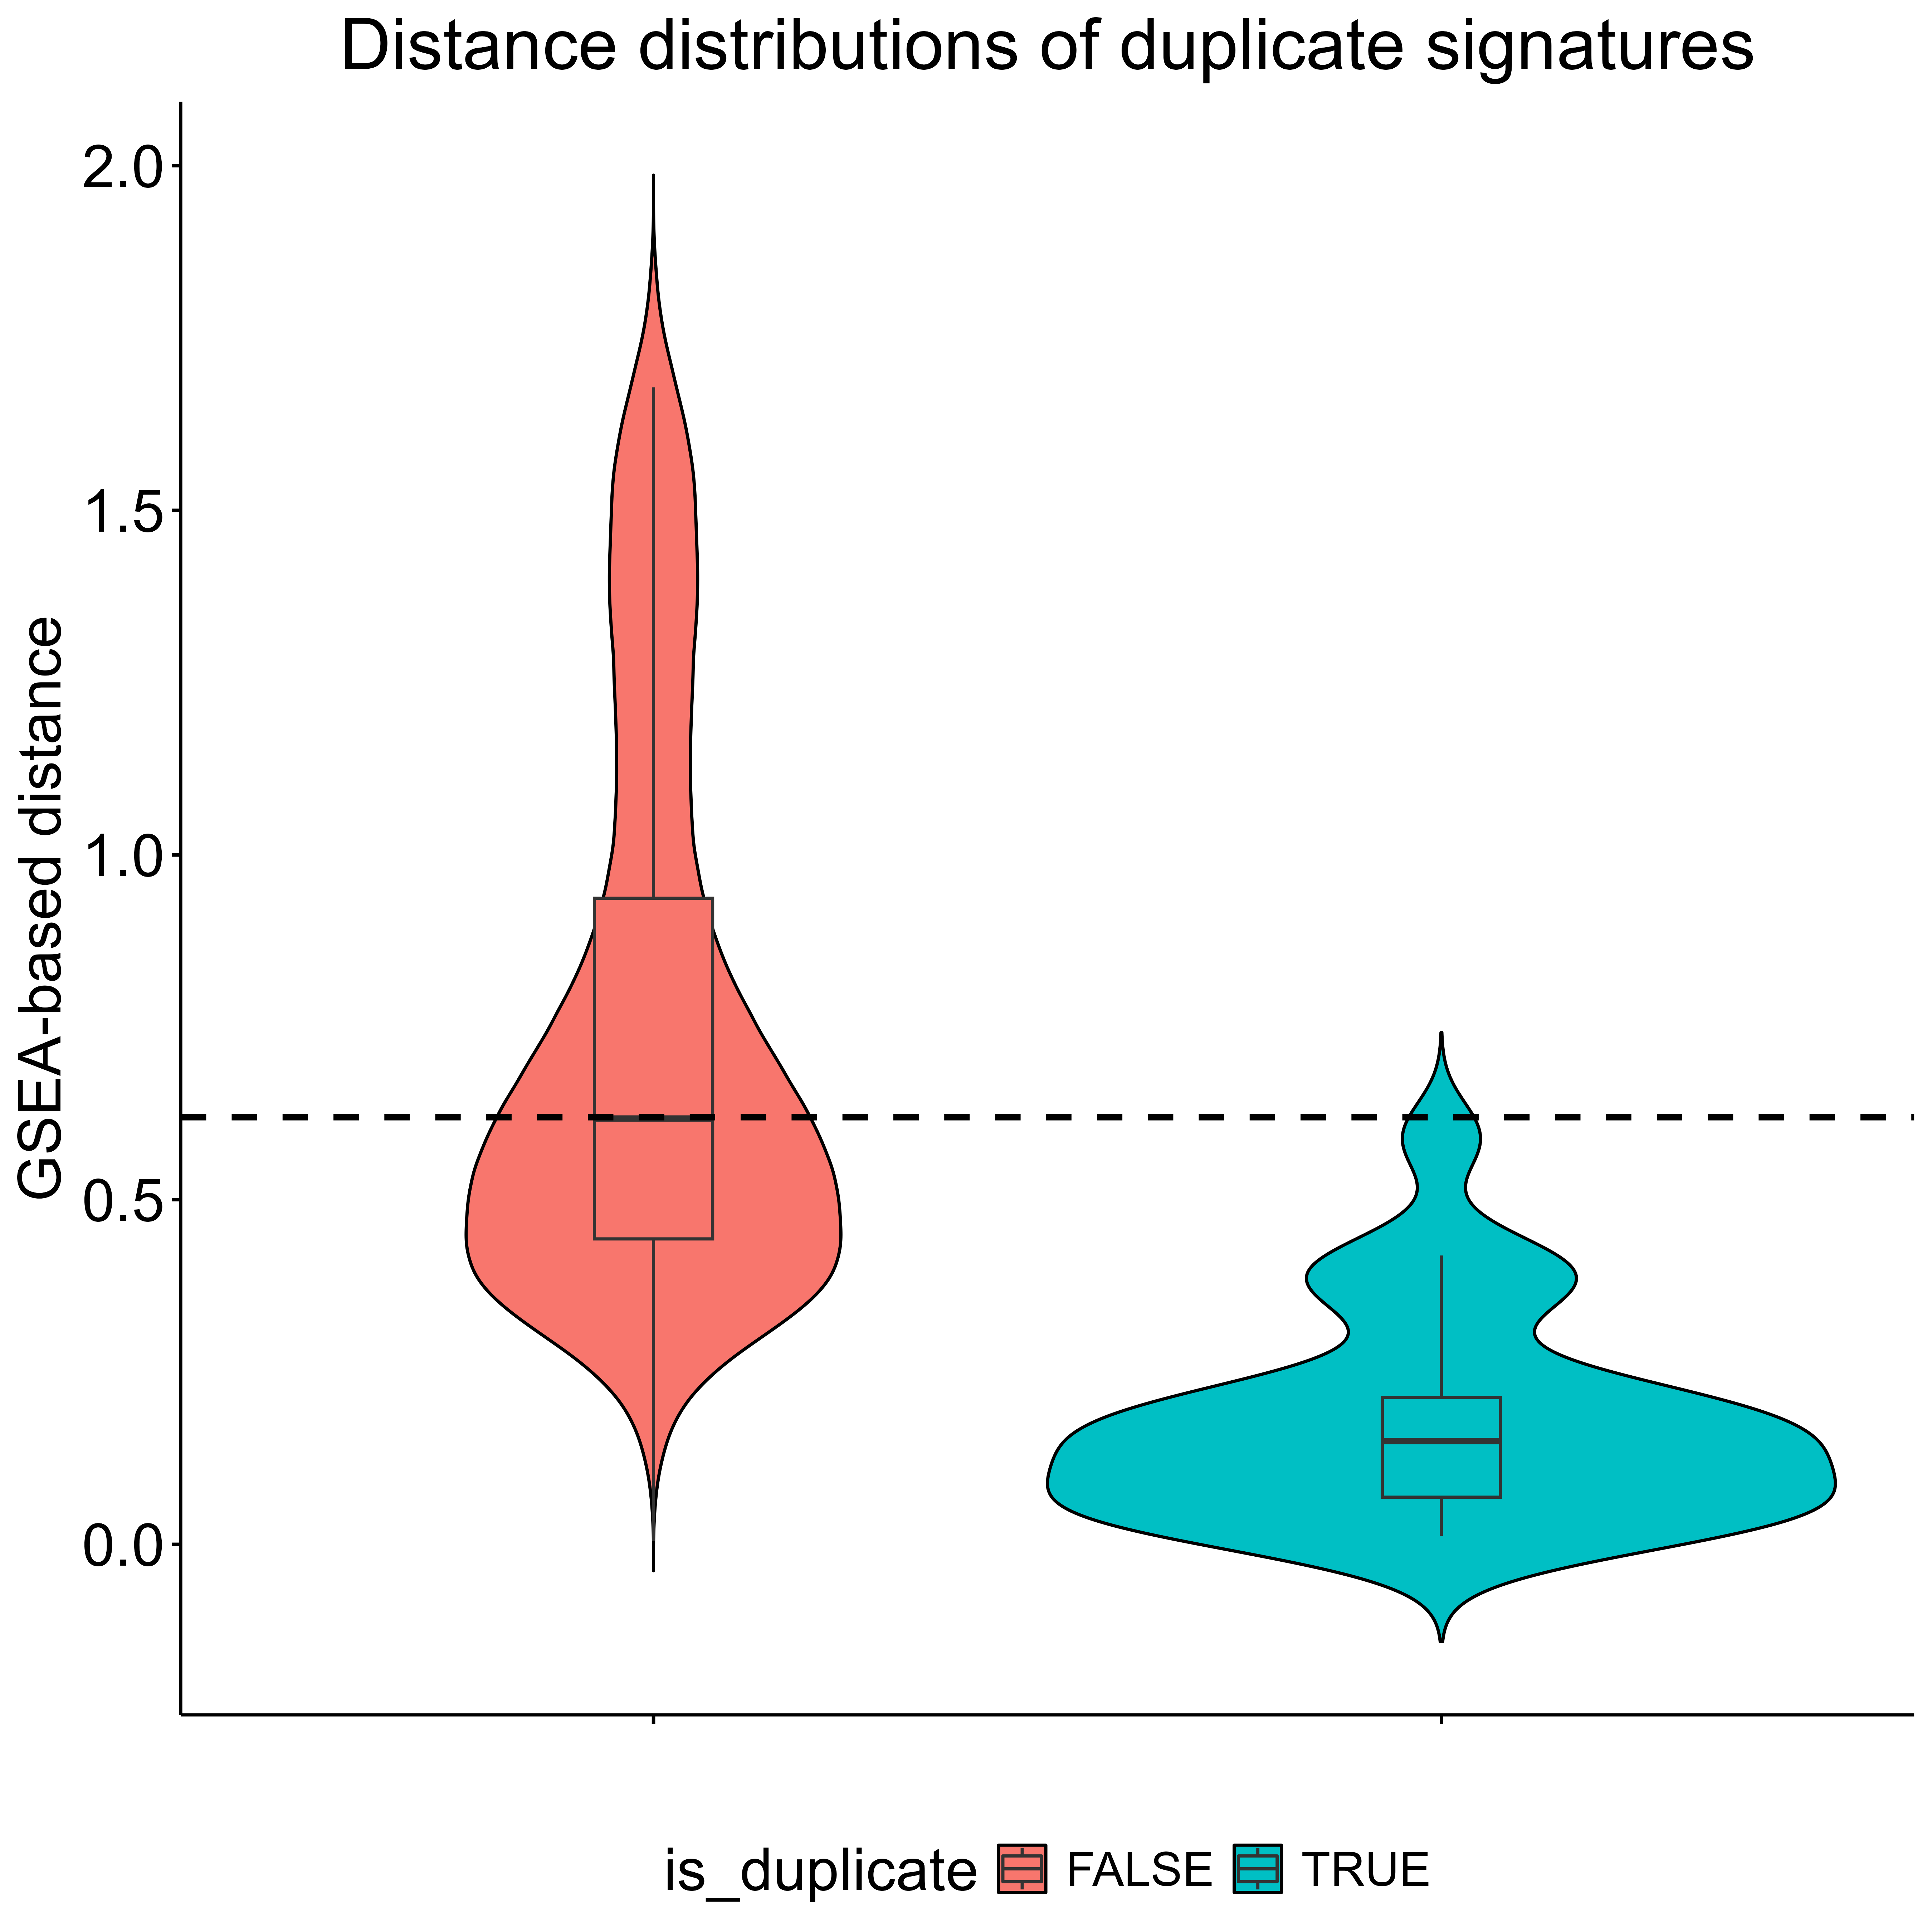 Distance distributions of duplicate signatures
GSEA-based distance
2.0
1.5
1.0
0.5
0.0
is_duplicate FALSE TRUE